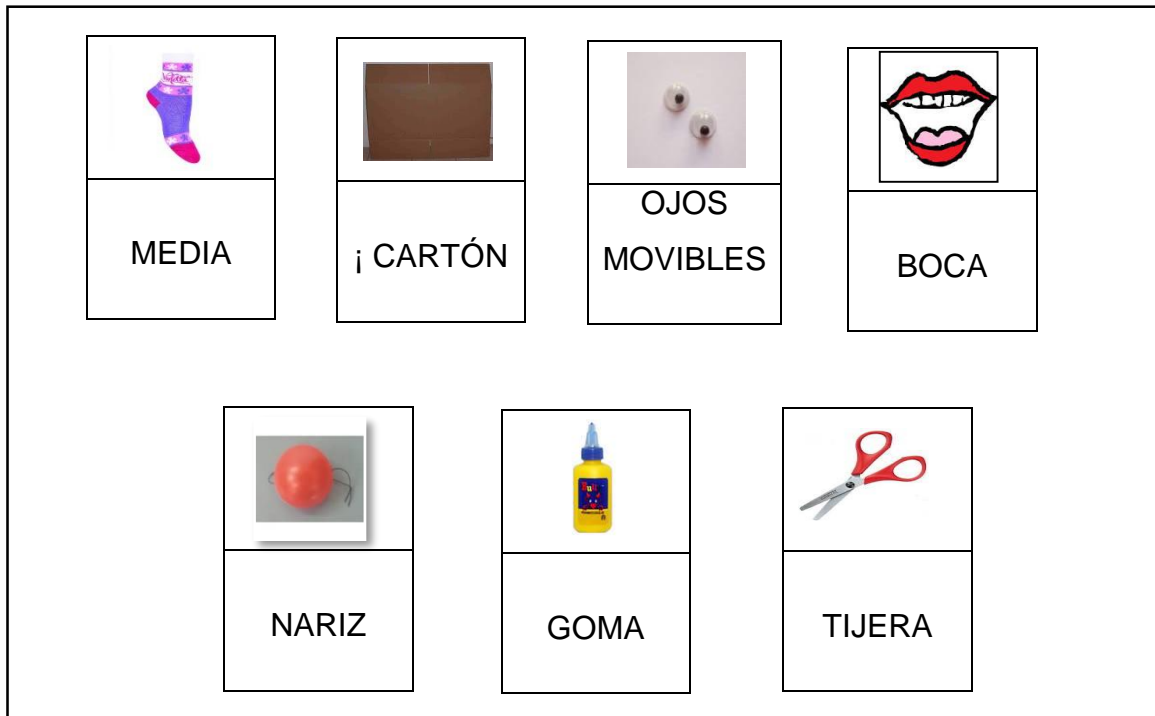 MEDIA
¡ CARTÓN
OJOS
MOVIBLES
BOCA
NARIZ
GOMA
TIJERA